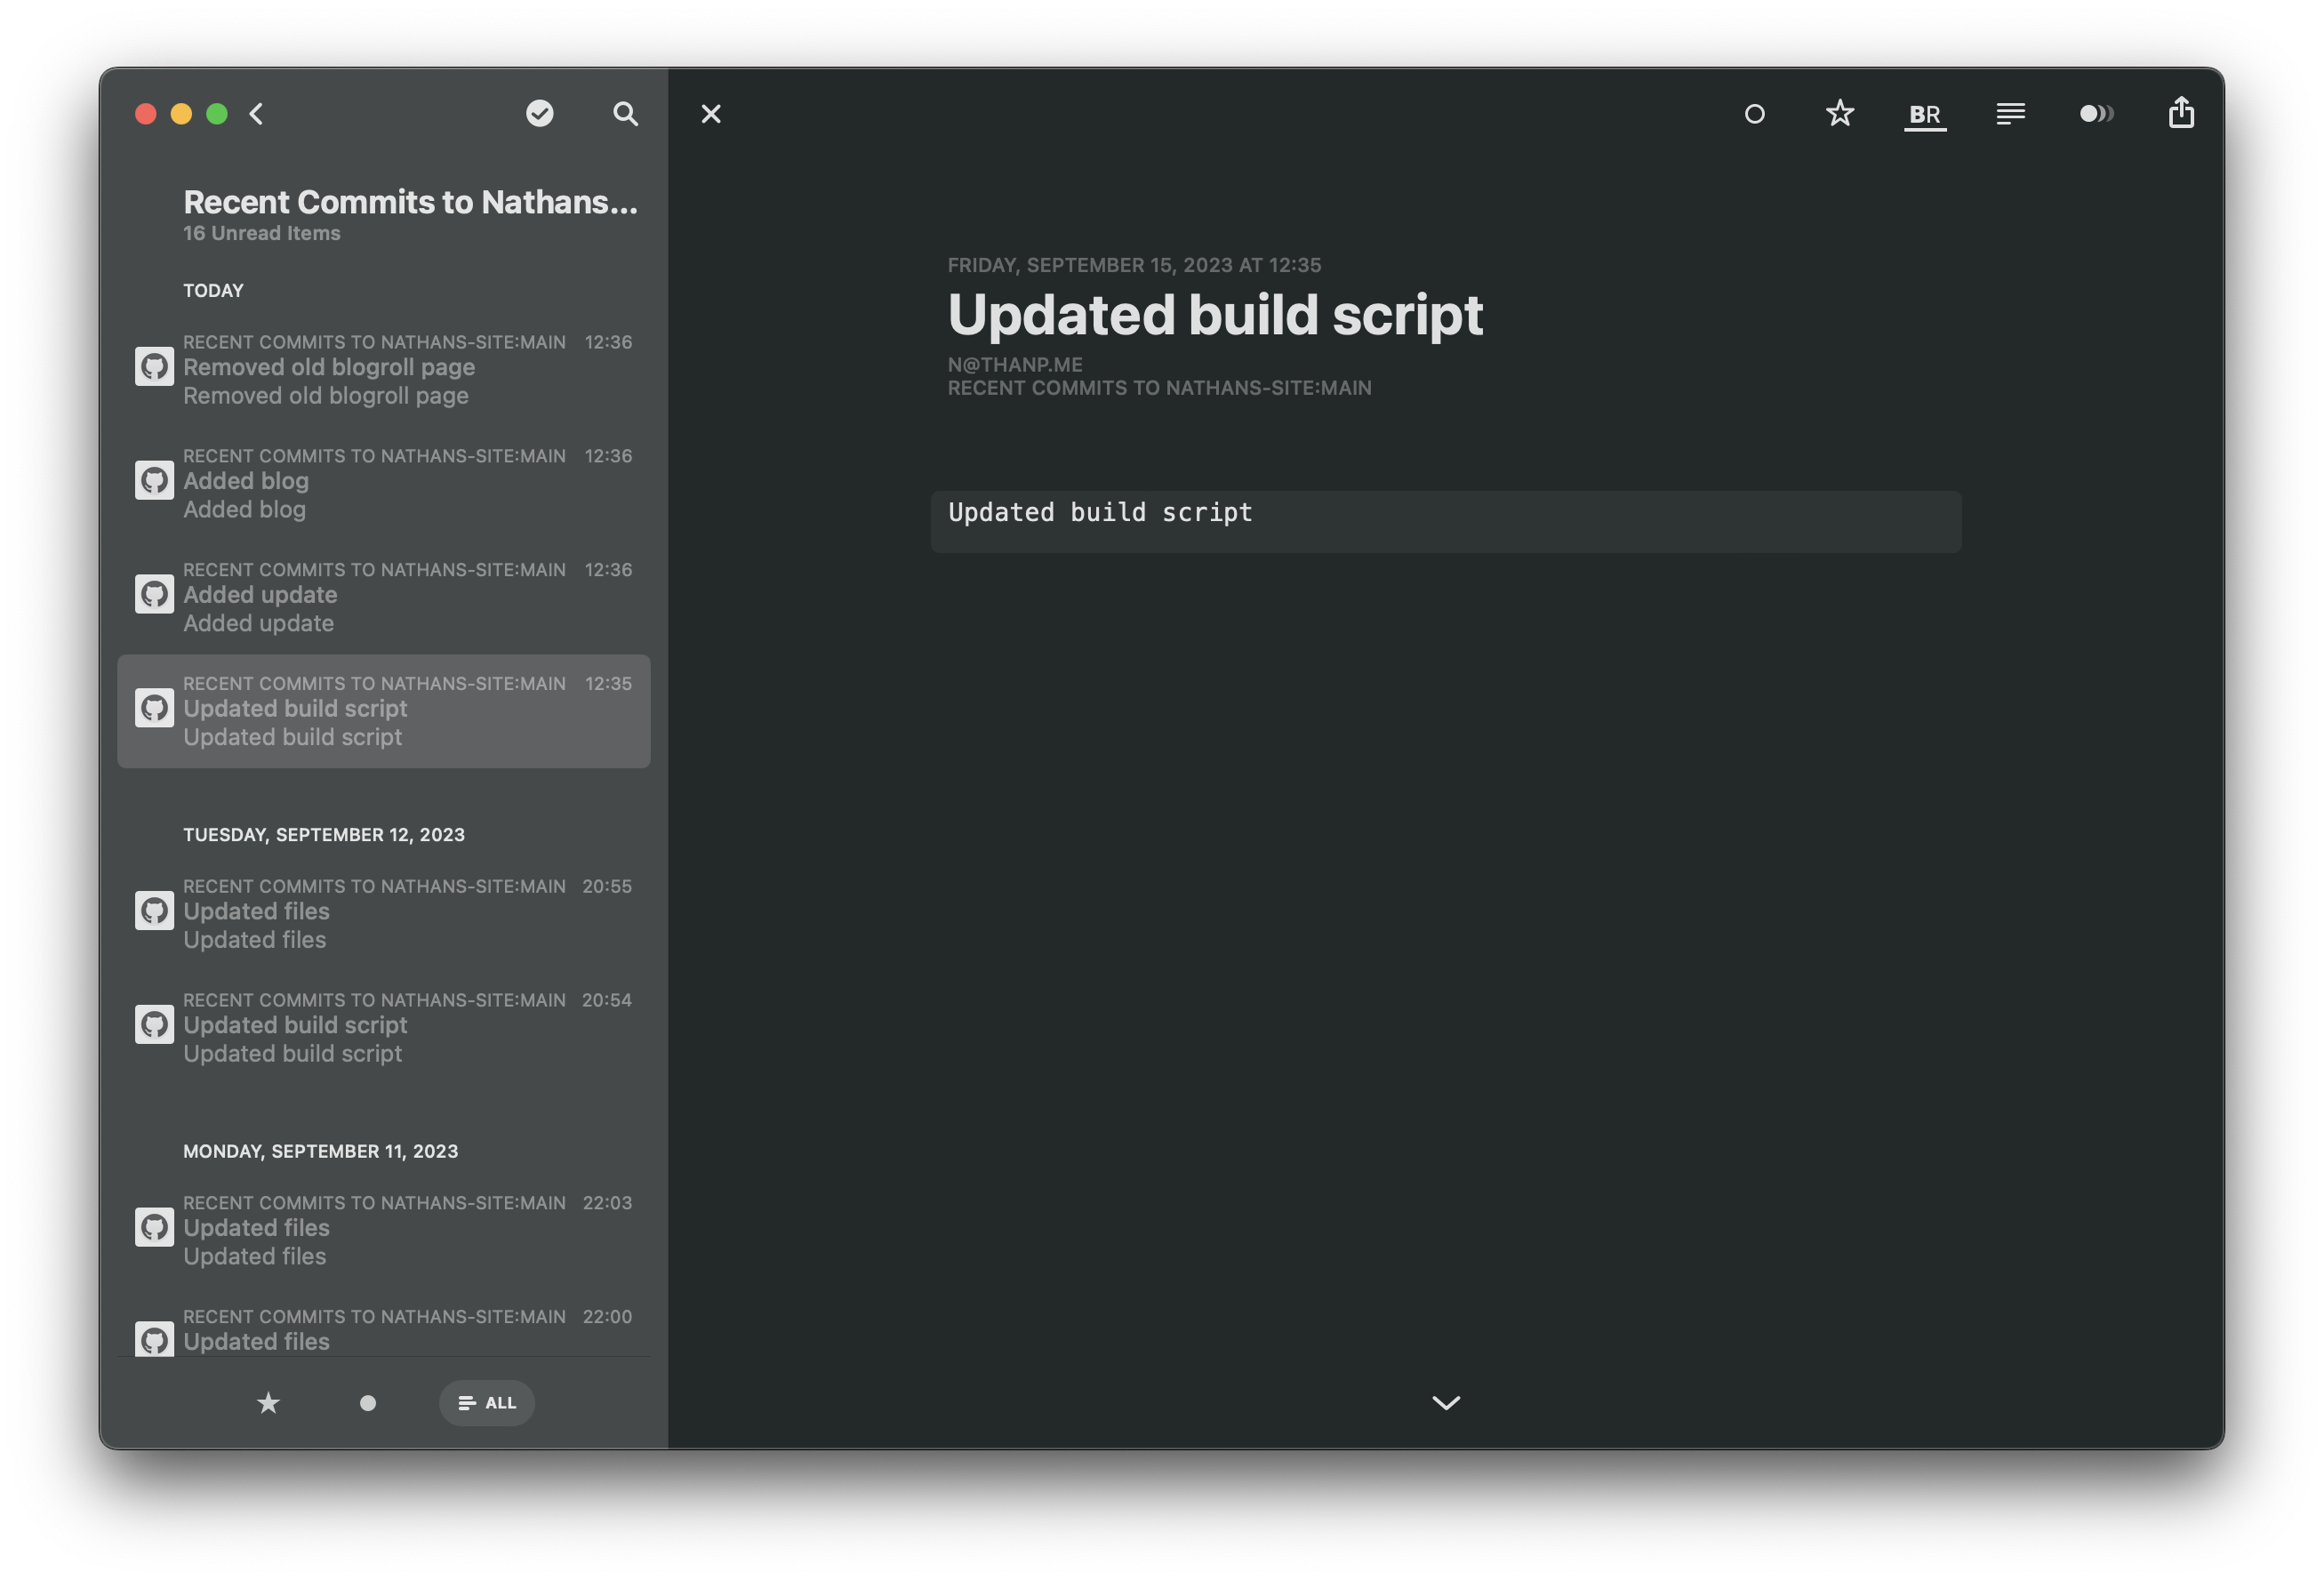 Recent Commits to Nathans...
16 Unread Items
TODAY
RECENT COMMITS TO NATHANS-SITE:MAIN 12:36
Removed old blogroll page
Removed old blogroll page
RECENT COMMITS TO NATHANS-SITE:MAIN 12:36
Added blog
Added blog
RECENT COMMITS TO NATHANS-SITE:MAIN 12:36
Added update
Added update
RECENT COMMITS TO NATHANS-SITE:MAIN 12:35
Updated build script
Updated build script
TUESDAY, SEPTEMBER 12, 2023
RECENT COMMITS TO NATHANS-SITE:MAIN 20:55
Updated files
Updated files
RECENT COMMITS TO NATHANS-SITE:MAIN 20:54
Updated build script
Updated build script
MONDAY, SEPTEMBER 11, 2023
RECENT COMMITS TO NATHANS-SITE:MAIN 22:03
Updated files
Updated files
RECENT COMMITS TO NATHANS-SITE:MAIN 22:00
Updated files
ALL
BR
FRIDAY, SEPTEMBER 15, 2023 AT 12:35
Updated build script
N@THANP.ME
RECENT COMMITS TO NATHANS-SITE:MAIN
Updated build script